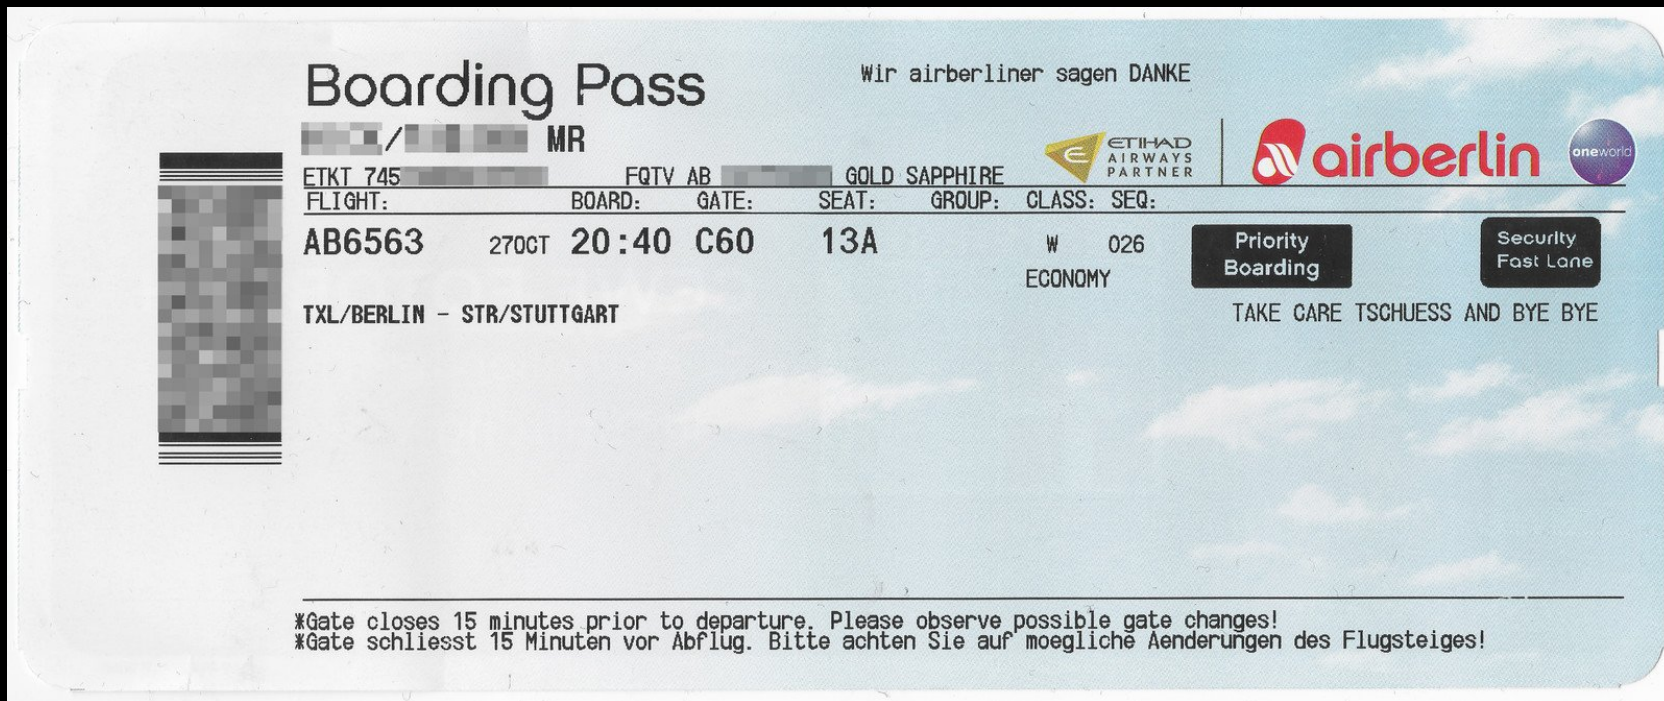 Boarding Pass
Wir airberliner sagen DANKE
/ MR
ETIHAD
AIRWAYS
PARTNER
airberlin
oneworld
ETKT 745 FQTV AB GOLD SAPPHIRE
FLIGHT: BOARD: GATE: SEAT: GROUP: CLASS: SEQ:
AB6563 27OCT 20:40 C60 13A W 026
ECONOMY
Priority
Boarding
Security
Fast Lane
TXL/BERLIN - STR/STUTTGART
TAKE CARE TSCHUESS AND BYE BYE
*Gate closes 15 minutes prior to departure. Please observe possible gate changes!
*Gate schliesst 15 Minuten vor Abflug. Bitte achten Sie auf moegliche Aenderungen des Flugsteiges!